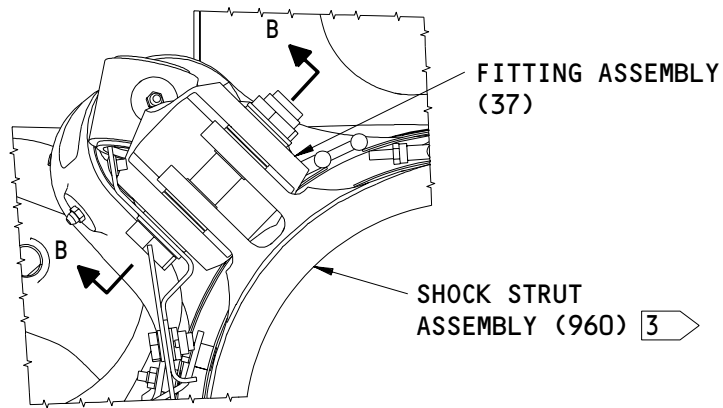 B
FITTING ASSEMBLY
(37)
B
SHOCK STRUT
ASSEMBLY (960) 3